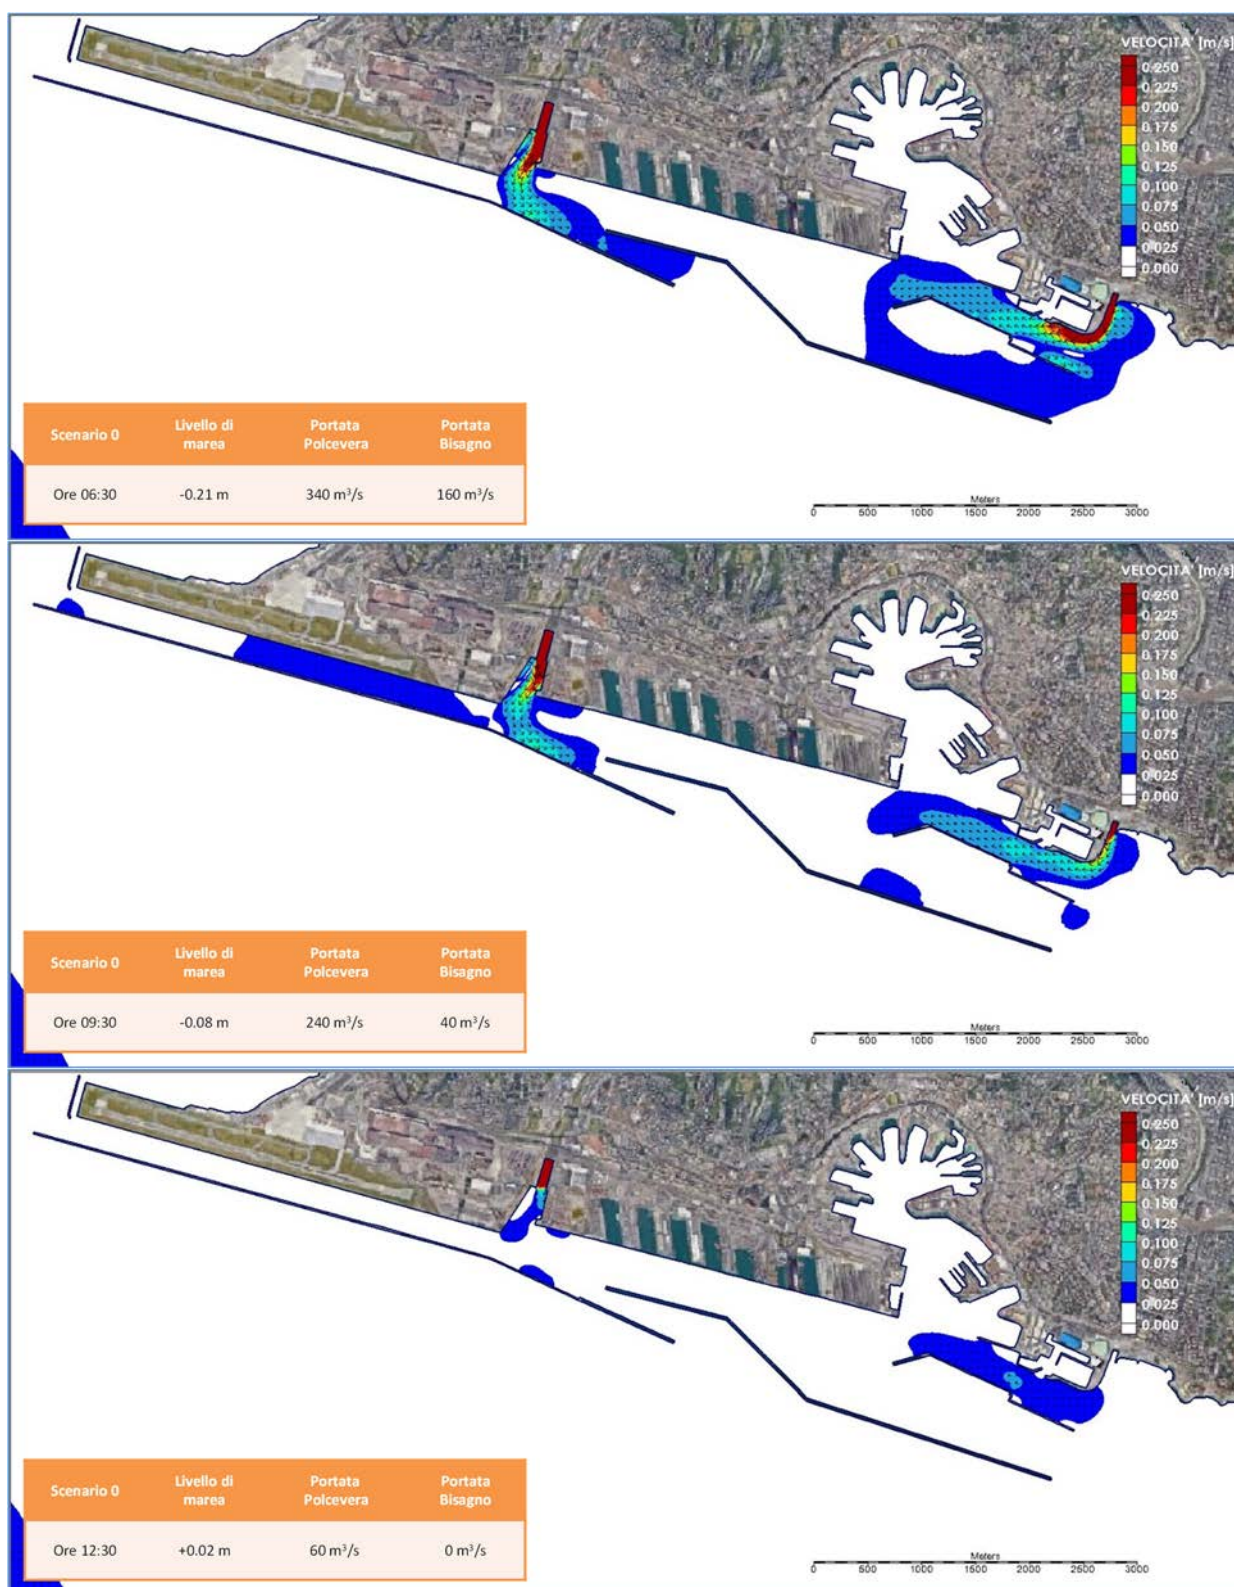 VELOCITA' [m/s]
0.250
0.225
0.200
0.175
0.150
0.125
0.100
0.075
0.050
0.025
0.000
Scenario 0
Livello di
marea
Portata
Polcevera
Portata
Bisagno
Ore 06:30
-0.21 m
340 m³/s
160 m³/s
Meters
0 500 1000 1500 2000 2500 3000
VELOCITA' [m/s]
0.250
0.225
0.200
0.175
0.150
0.125
0.100
0.075
0.050
0.025
0.000
Scenario 0
Livello di
marea
Portata
Polcevera
Portata
Bisagno
Ore 09:30
-0.08 m
240 m³/s
40 m³/s
Meters
0 500 1000 1500 2000 2500 3000
VELOCITA' [m/s]
0.250
0.225
0.200
0.175
0.150
0.125
0.100
0.075
0.050
0.025
0.000
Scenario 0
Livello di
marea
Portata
Polcevera
Portata
Bisagno
Ore 12:30
+0.02 m
60 m³/s
0 m³/s
Meters
0 500 1000 1500 2000 2500 3000